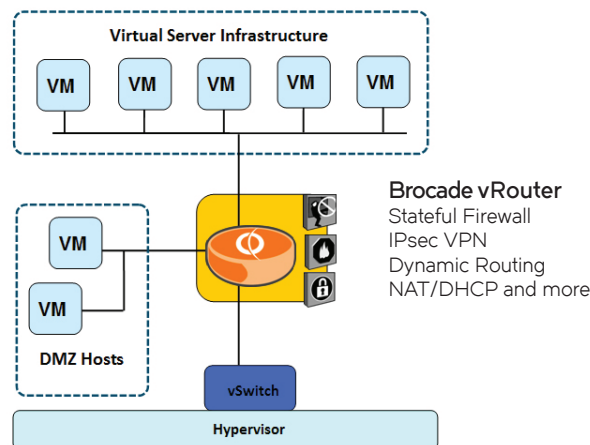 Virtual Server Infrastructure
VM
VM
VM
VM
VM
Brocade vRouter
Stateful Firewall
IPsec VPN
Dynamic Routing
NAT/DHCP and more
VM
VM
DMZ Hosts
vSwitch
Hypervisor